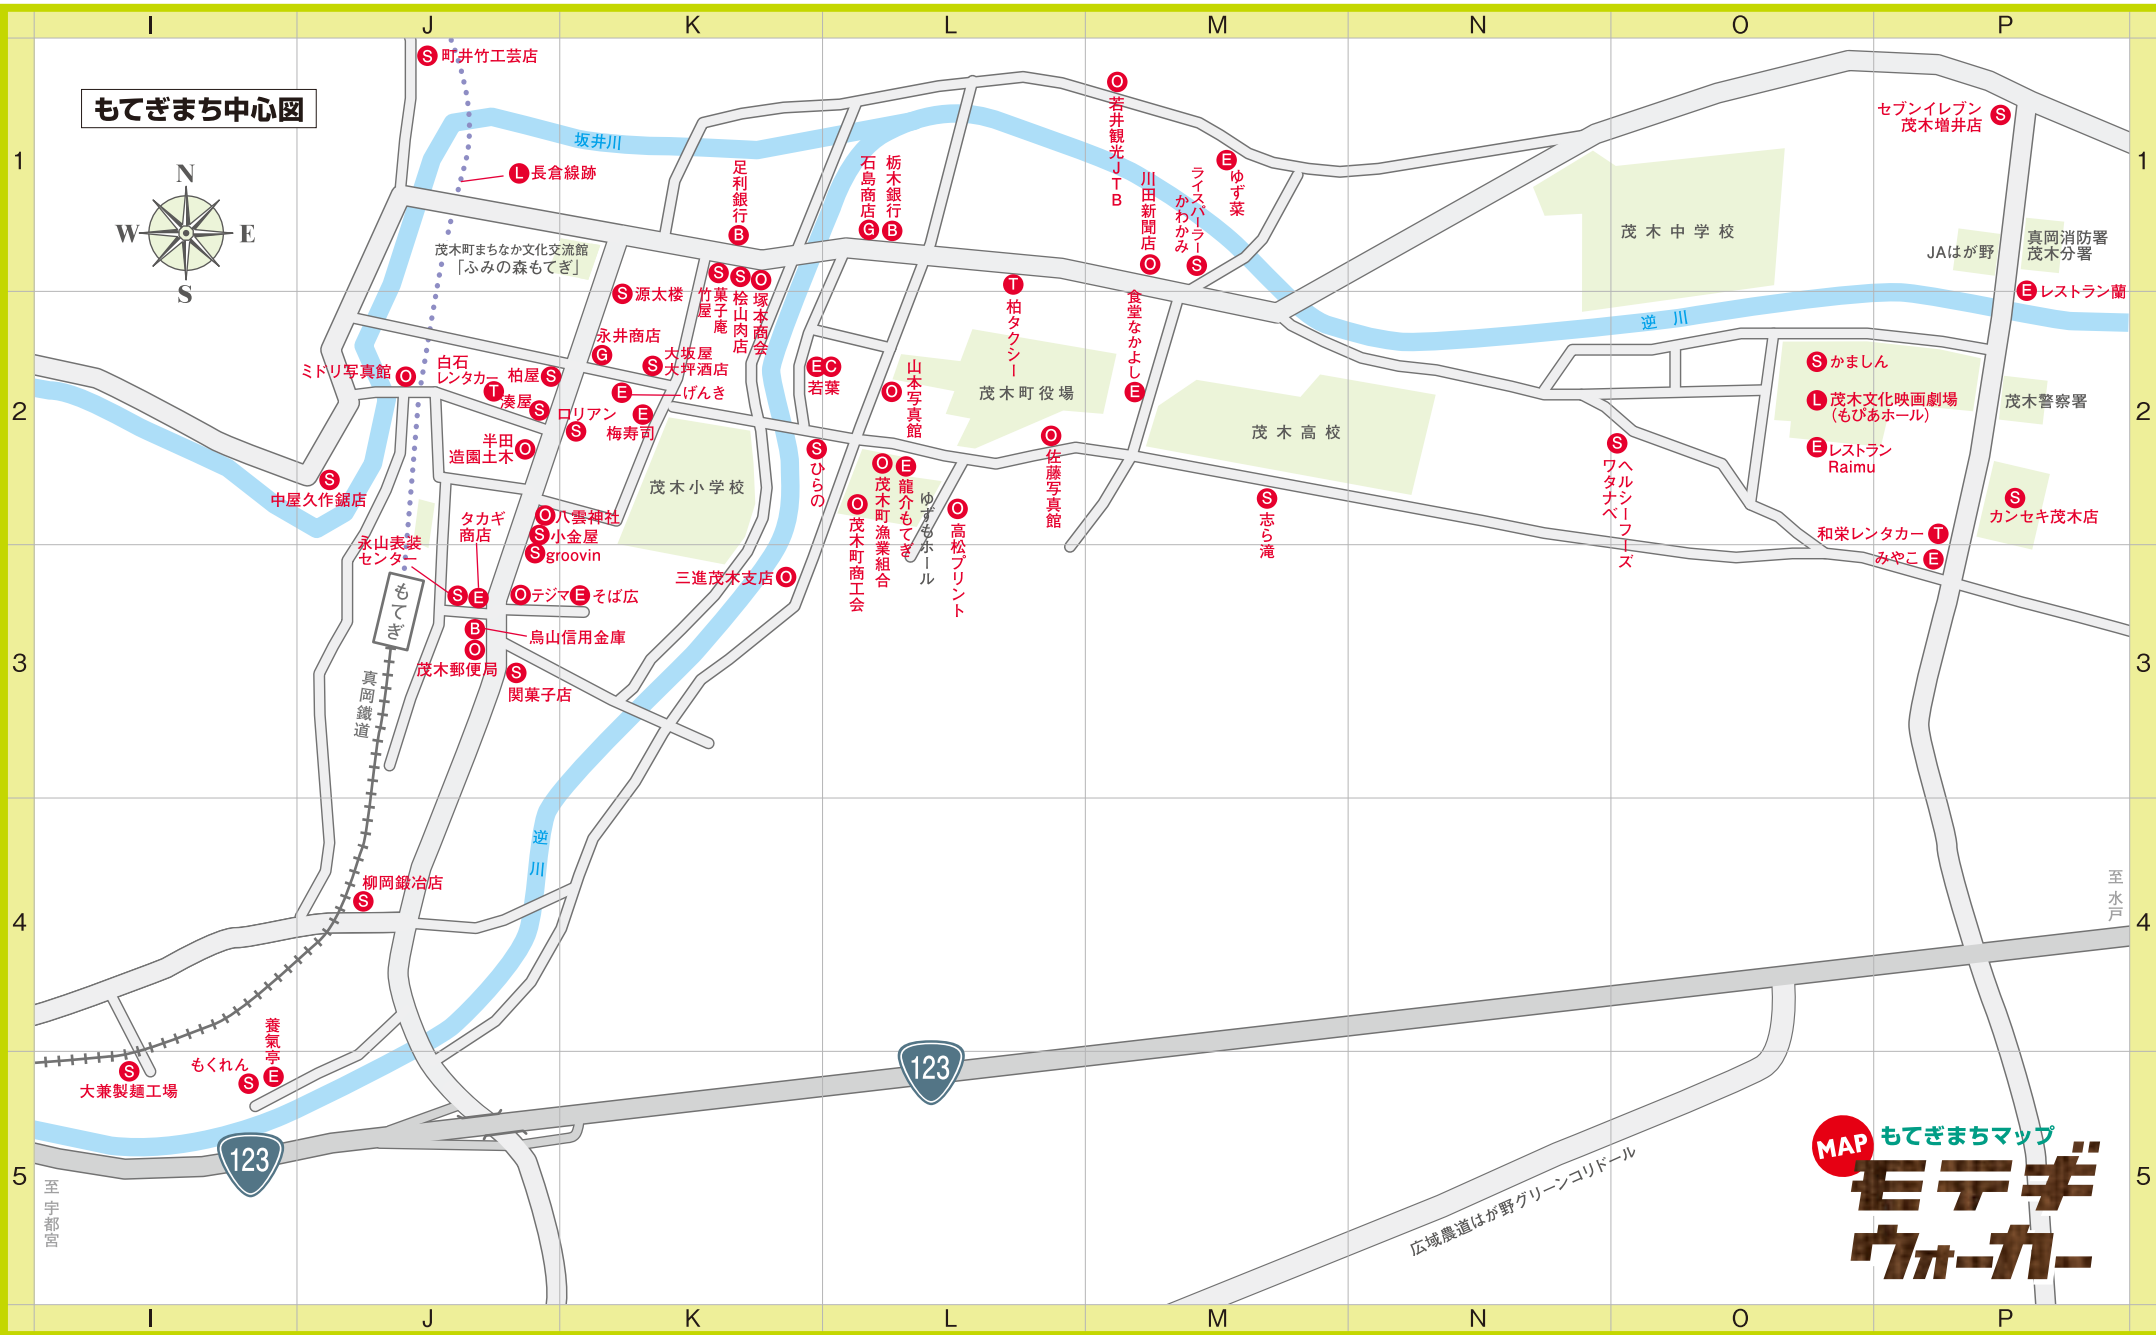 I
J
K
L
M
N
O
P
もてぎまち中心図
N
W
E
S
1
1
2
2
3
3
4
4
5
5
S
町井竹工芸店
坂井川
L
長倉線跡
足利銀行
B
石島商店
G
栃木銀行
B
O
若井観光JTB
川田新聞店
O
ライスパーラー
かわかみ
S
E
ゆず菜
セブンイレブン
茂木増井店
S
茂木中学校
JAはが野
真岡消防署
茂木分署
E
レストラン蘭
逆川
茂木町まちなか文化交流館
「ふみの森もてぎ」
S
源太楼
S
菓子庵
竹屋
S
桧山肉店
O
塚本商会
T
柏タクシー
食堂なかよし
E
永井商店
G
S
大坂屋
大坪酒店
E
げんき
E
梅寿司
ロリアン
S
ミドリ写真館
O
白石
レンタカー
T
柏屋
S
湊屋
S
半田
造園土木
O
E
C
若葉
O
山本写真館
茂木町役場
茂木高校
茂木小学校
S
かましん
L
茂木文化映画劇場
(もぴあホール)
E
レストラン
Raimu
茂木警察署
S
カンセキ茂木店
S
ヘルシーフーズ
ワタナベ
和栄レンタカー
T
みやこ
E
S
中屋久作鋸店
S
ひらの
O
茂木町商工会
O
茂木町漁業組合
E
龍介もてぎ
ゆずもホール
O
高松プリント
O
佐藤写真館
S
志ら滝
タカギ
商店
永山表装
センター
S
E
O
八雲神社
S
小金屋
S
groovin
O
テジマ
E
そば広
三進茂木支店
O
B
烏山信用金庫
O
茂木郵便局
S
関菓子店
もてぎ
真岡鐵道
逆川
柳岡鍛冶店
S
至水戸
養氣亭
E
もくれん
S
S
大兼製麺工場
123
123
至宇都宮
広域農道はが野グリーンコリドール
MAP
もてぎまちマップ
モテギ
ウォーカー
I
J
K
L
M
N
O
P